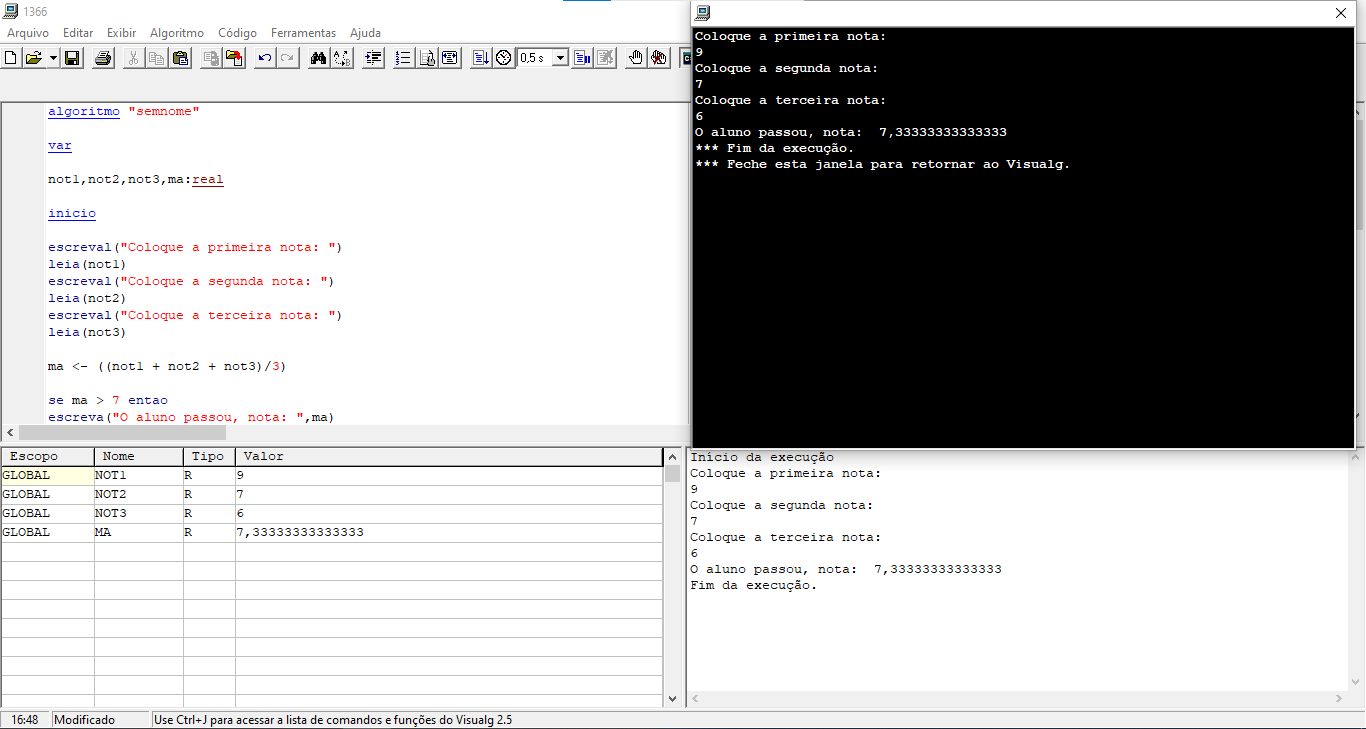 1366
Arquivo Editar Exibir Algoritmo Código Ferramentas Ajuda
0,5 s
algoritmo "semnome"
var
not1,not2,not3,ma:real
inicio
escreval("Coloque a primeira nota: ")
leia(not1)
escreval("Coloque a segunda nota: ")
leia(not2)
escreval("Coloque a terceira nota: ")
leia(not3)
ma <- ((not1 + not2 + not3)/3)
se ma > 7 entao
escreva("O aluno passou, nota: ",ma)
Coloque a primeira nota:
9
Coloque a segunda nota:
7
Coloque a terceira nota:
6
O aluno passou, nota:  7,33333333333333
*** Fim da execução.
*** Feche esta janela para retornar ao Visualg.
Escopo Nome Tipo Valor
GLOBAL NOT1 R 9
GLOBAL NOT2 R 7
GLOBAL NOT3 R 6
GLOBAL MA R 7,33333333333333
Início da execução
Coloque a primeira nota:
9
Coloque a segunda nota:
7
Coloque a terceira nota:
6
O aluno passou, nota:  7,33333333333333
Fim da execução.
16:48 Modificado Use Ctrl+J para acessar a lista de comandos e funções do Visualg 2.5